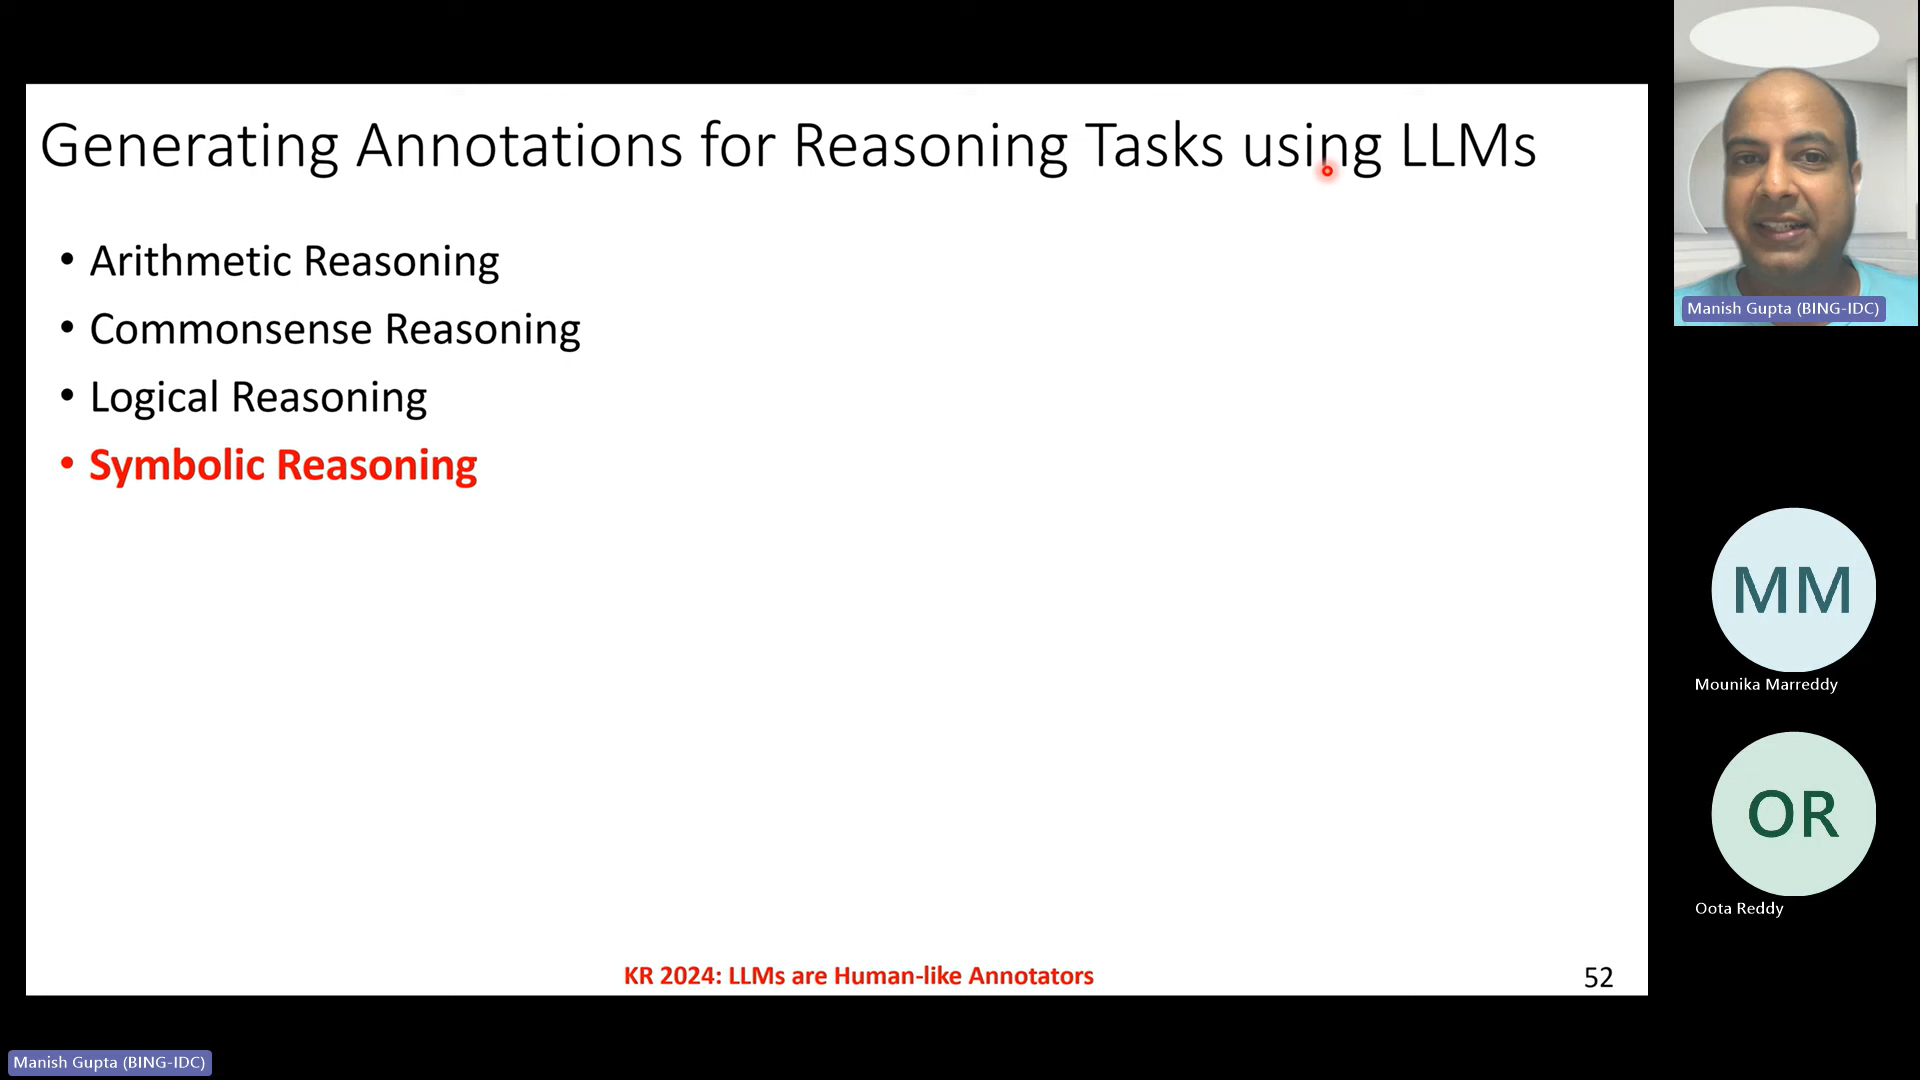 Generating Annotations for Reasoning Tasks using LLMs
• Arithmetic Reasoning
• Commonsense Reasoning
• Logical Reasoning
• Symbolic Reasoning
KR 2024: LLMs are Human-like Annotators
52
Manish Gupta (BING-IDC)
MM
Mounika Marreddy
OR
Oota Reddy
Manish Gupta (BING-IDC)